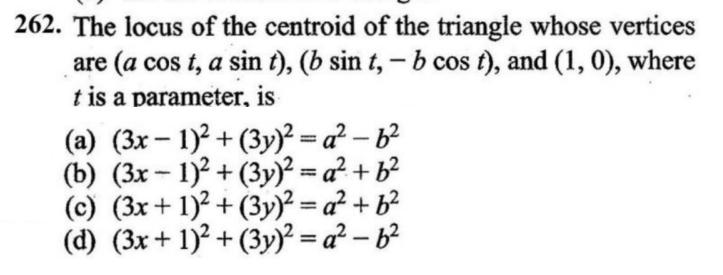 262. The locus of the centroid of the triangle whose vertices
are (a cos t, a sin t), (b sin t, – b cos t), and (1, 0), where
t is a parameter, is
(a) (3x – 1)² + (3y)² = a² – b²
(b) (3x – 1)² + (3y)² = a² + b²
(c) (3x + 1)² + (3y)² = a² + b²
(d) (3x + 1)² + (3y)² = a² – b²